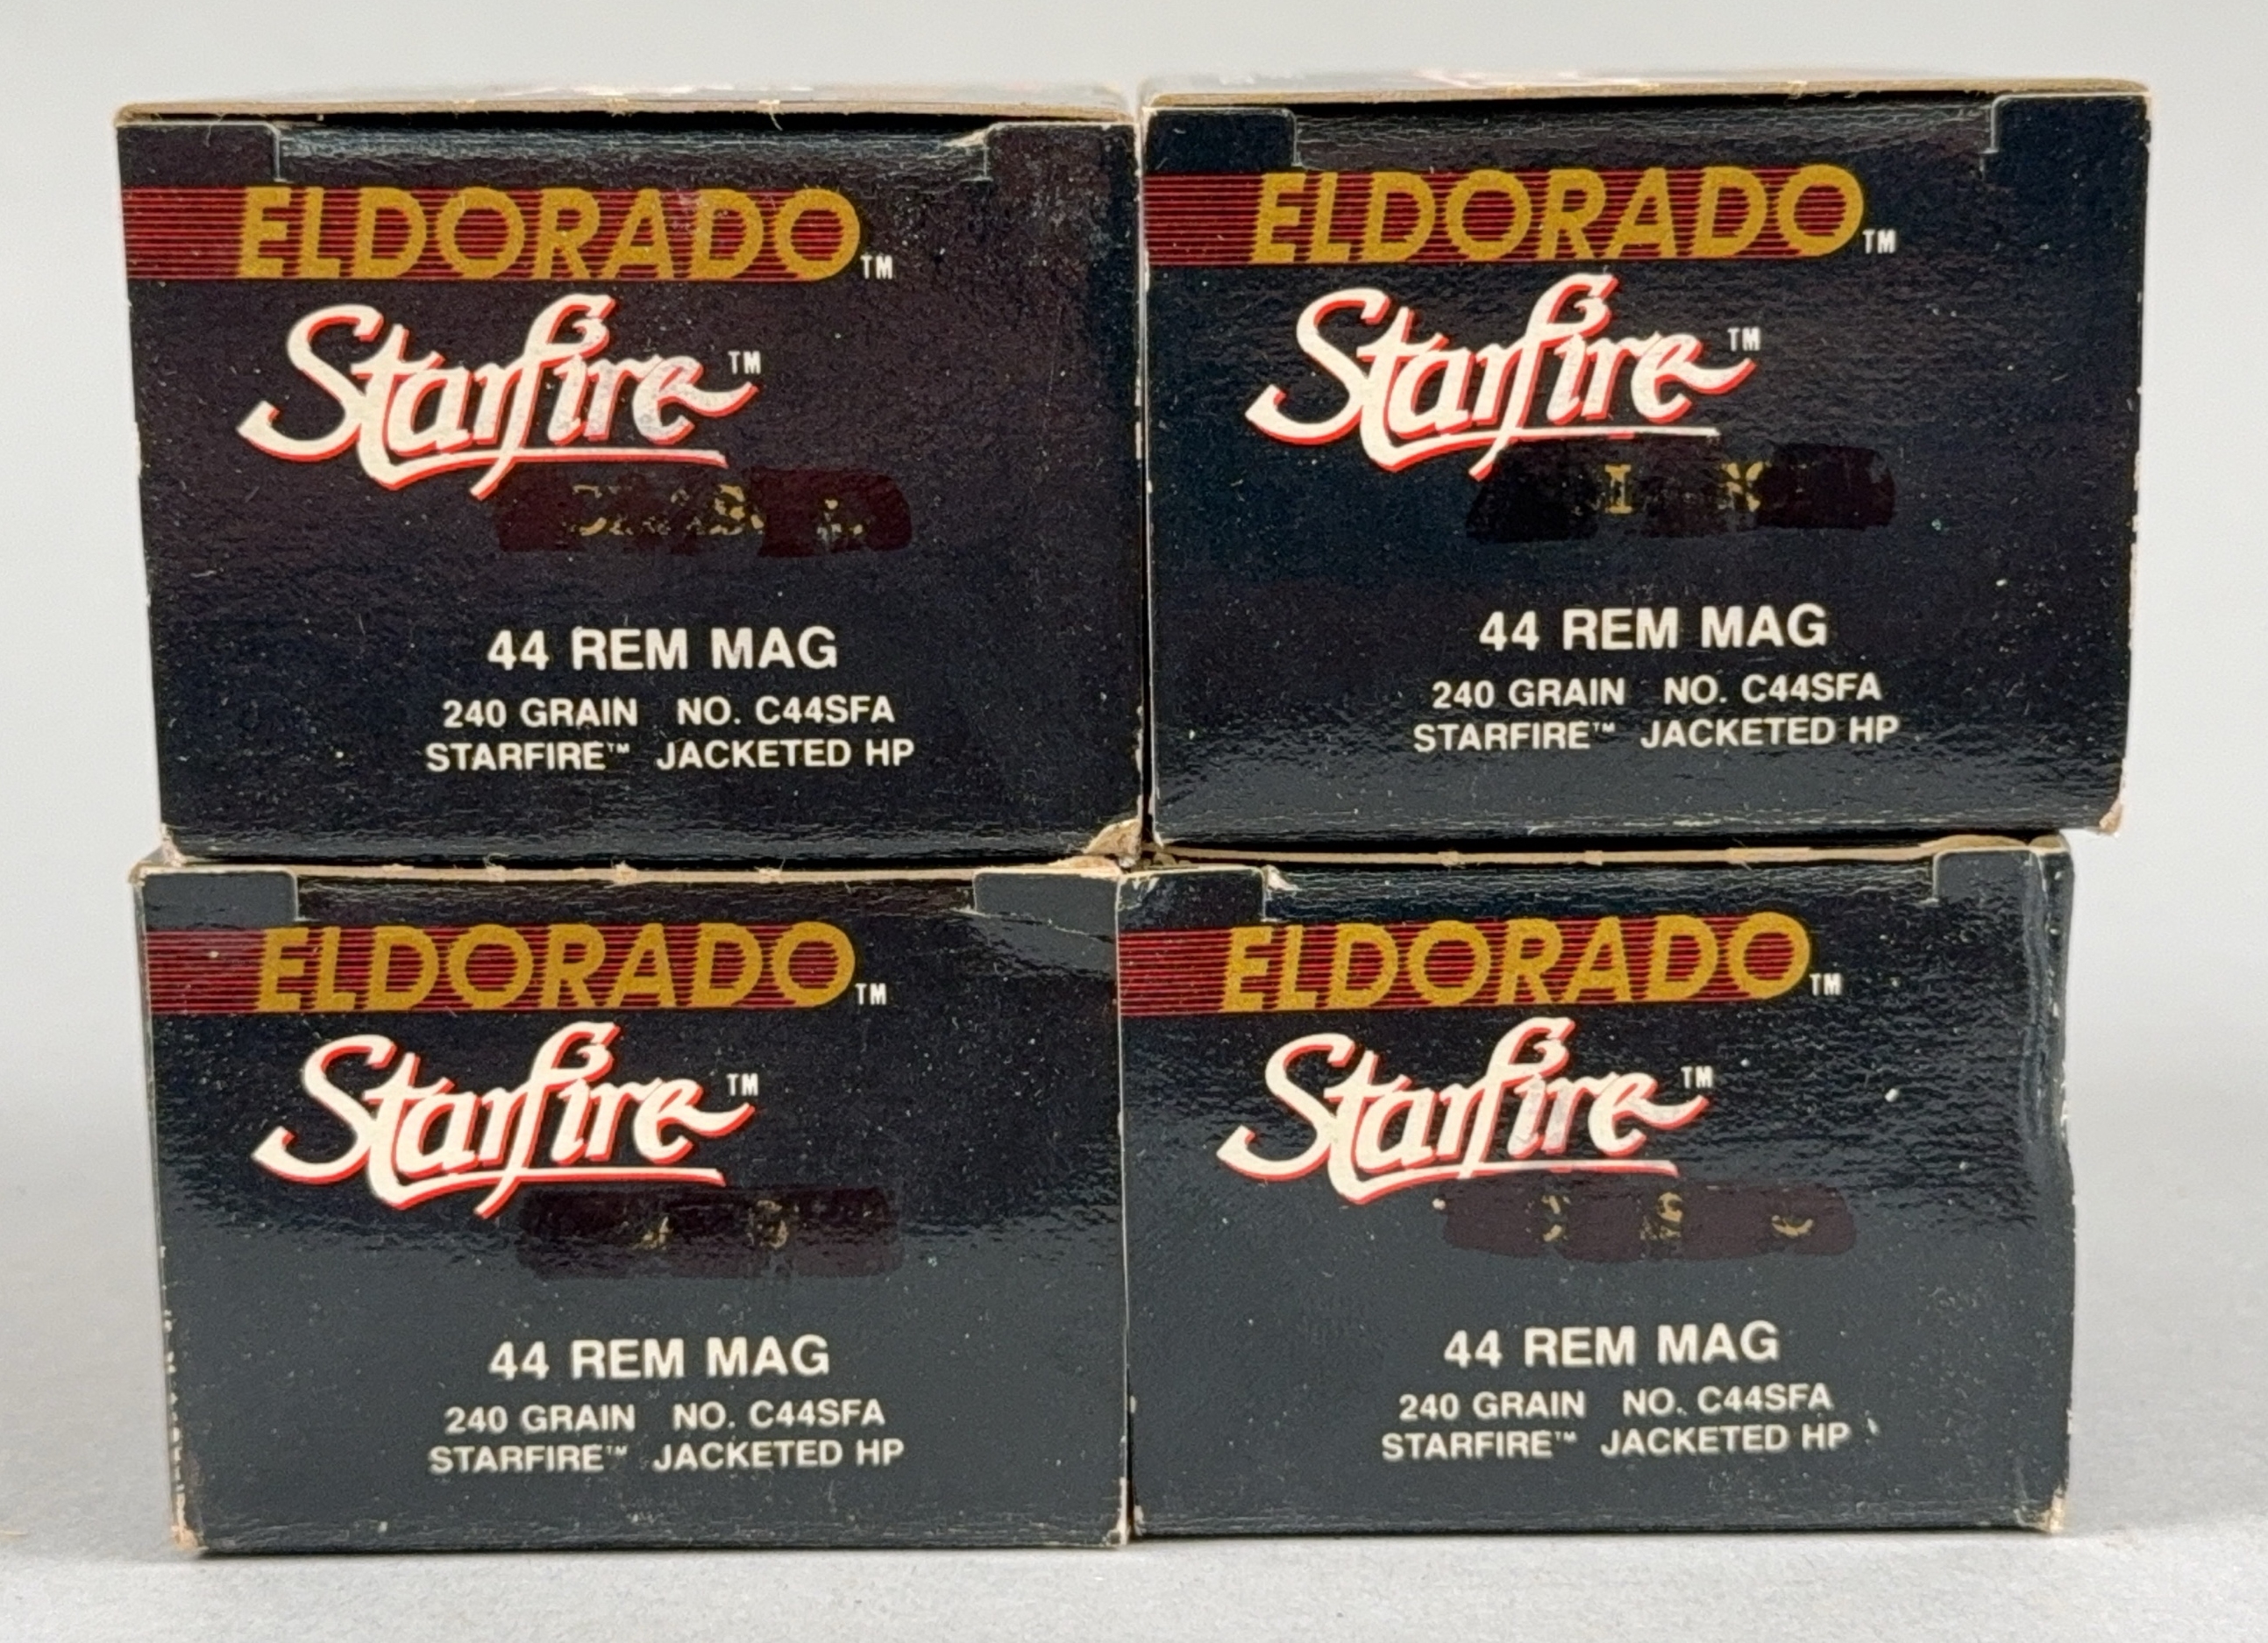 ELDORADO™
Starfire™
44 REM MAG
240 GRAIN NO. C44SFA
STARFIRE™ JACKETED HP
ELDORADO™
Starfire™
44 REM MAG
240 GRAIN NO. C44SFA
STARFIRE™ JACKETED HP
ELDORADO™
Starfire™
44 REM MAG
240 GRAIN NO. C44SFA
STARFIRE™ JACKETED HP
ELDORADO™
Starfire™
44 REM MAG
240 GRAIN NO. C44SFA
STARFIRE™ JACKETED HP